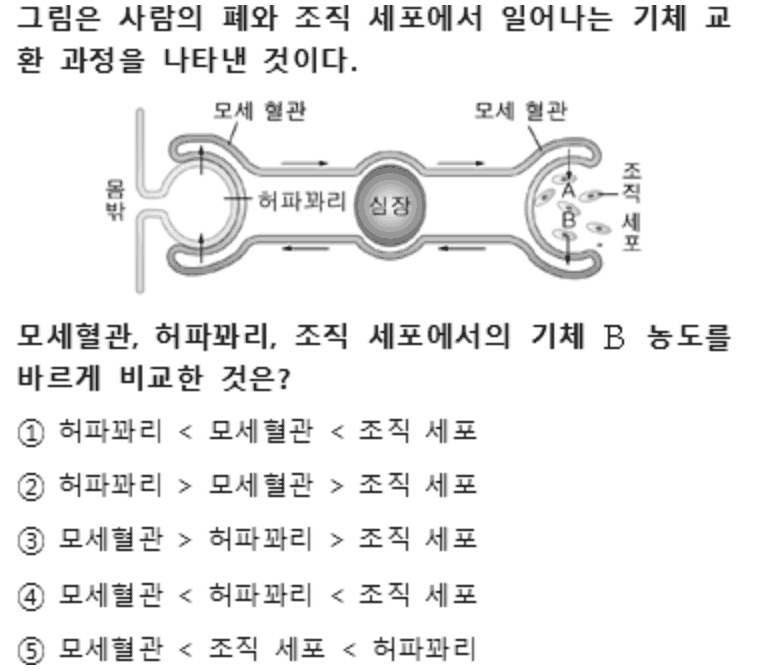 그림은 사람의 폐와 조직 세포에서 일어나는 기체 교
환 과정을 나타낸 것이다.
모세 혈관
모세 혈관
몸
밖
허파꽈리
심장
A
B
조
직
세
포
모세혈관, 허파꽈리, 조직 세포에서의 기체 B 농도를
바르게 비교한 것은?
① 허파꽈리 < 모세혈관 < 조직 세포
② 허파꽈리 > 모세혈관 > 조직 세포
③ 모세혈관 > 허파꽈리 > 조직 세포
④ 모세혈관 < 허파꽈리 < 조직 세포
⑤ 모세혈관 < 조직 세포 < 허파꽈리